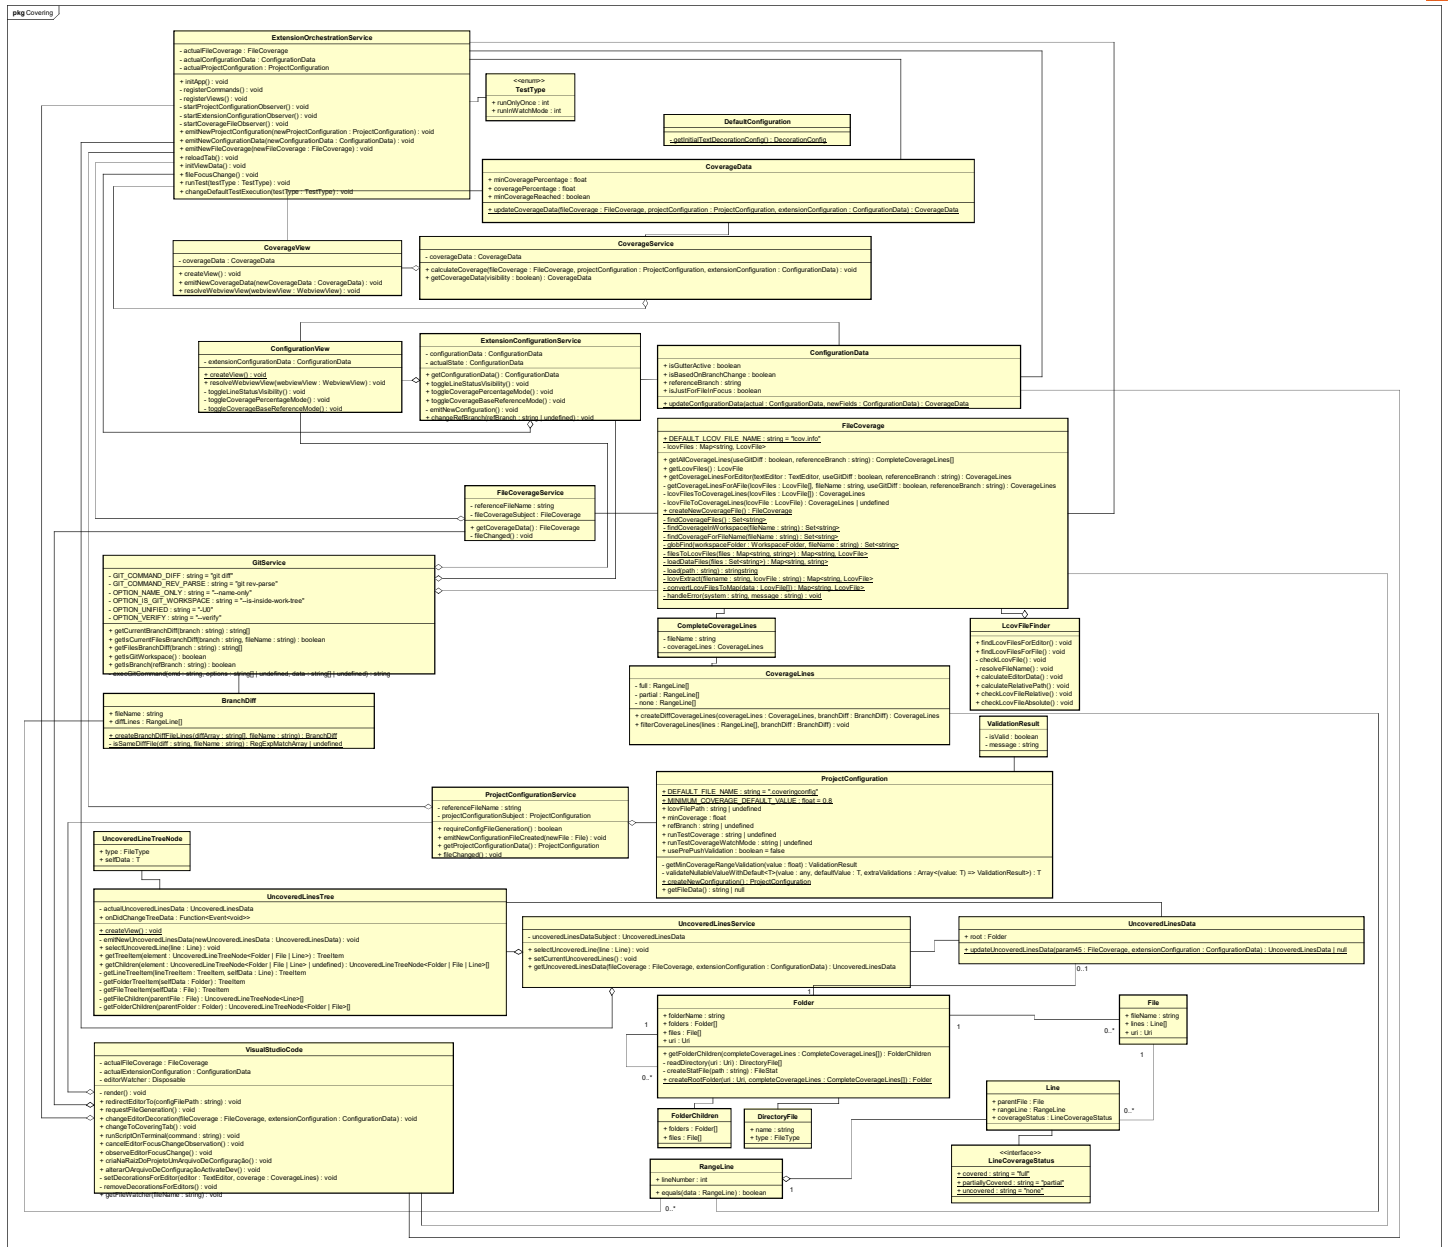 pkg Covering
ExtensionOrchestrationService
- actualFileCoverage : FileCoverage
- actualConfigurationData : ConfigurationData
- actualProjectConfiguration : ProjectConfiguration
+ initApp() : void
- registerCommands() : void
- registerViews() : void
- startProjectConfigurationObserver() : void
- startExtensionConfigurationObserver() : void
- startCoverageFileObserver() : void
+ emitNewProjectConfiguration(newProjectConfiguration : ProjectConfiguration) : void
+ emitNewConfigurationData(newConfigurationData : ConfigurationData) : void
+ emitNewFileCoverage(newFileCoverage : FileCoverage) : void
+ reloadTab() : void
+ initViewData() : void
+ fileFocusChange() : void
+ runTest(testType : TestType) : void
+ changeDefaultTestExecution(testType : TestType) : void
<<enum>>
TestType
+ runOnlyOnce : int
+ runInWatchMode : int
DefaultConfiguration
- getInitialTextDecorationConfig() : DecorationConfig
CoverageData
+ minCoveragePercentage : float
+ coveragePercentage : float
+ minCoverageReached : boolean
+ updateCoverageData(fileCoverage : FileCoverage, projectConfiguration : ProjectConfiguration, extensionConfiguration : ConfigurationData) : CoverageData
CoverageView
- coverageData : CoverageData
+ createView() : void
+ emitNewCoverageData(newCoverageData : CoverageData) : void
+ resolveWebviewView(webviewView : WebviewView) : void
CoverageService
- coverageData : CoverageData
+ calculateCoverage(fileCoverage : FileCoverage, projectConfiguration : ProjectConfiguration, extensionConfiguration : ConfigurationData) : void
+ getCoverageData(visibility : boolean) : CoverageData
ConfigurationView
- extensionConfigurationData : ConfigurationData
+ createView() : void
+ resolveWebviewView(webviewView : WebviewView) : void
- toggleLineStatusVisibility() : void
- toggleCoveragePercentageMode() : void
- toggleCoverageBaseReferenceMode() : void
ExtensionConfigurationService
- configurationData : ConfigurationData
- actualState : ConfigurationData
+ getConfigurationData() : ConfigurationData
+ toggleLineStatusVisibility() : void
+ toggleCoveragePercentageMode() : void
+ toggleCoverageBaseReferenceMode() : void
- emitNewConfiguration() : void
+ changeRefBranch(refBranch : string | undefined) : void
ConfigurationData
+ isGutterActive : boolean
+ isBasedOnBranchChange : boolean
+ referenceBranch : string
+ isJustForFileInFocus : boolean
+ updateConfigurationData(actual : ConfigurationData, newFields : ConfigurationData) : CoverageData
FileCoverage
+ DEFAULT_LCOV_FILE_NAME : string = "lcov.info"
- lcovFiles : Map<string, LcovFile>
+ getAllCoverageLines(useGitDiff : boolean, referenceBranch : string) : CompleteCoverageLines[]
+ getLcovFiles() : LcovFile
+ getCoverageLinesForEditor(textEditor : TextEditor, useGitDiff : boolean, referenceBranch : string) : CoverageLines
- getCoverageLinesForAFile(lcovFiles : LcovFile[], fileName : string, useGitDiff : boolean, referenceBranch : string) : CoverageLines
- lcovFilesToCoverageLines(lcovFiles : LcovFile[]) : CoverageLines
- lcovFileToCoverageLines(lcovFile : LcovFile) : CoverageLines | undefined
+ createNewCoverageFile() : FileCoverage
- findCoverageFiles() : Set<string>
- findCoverageInWorkspace(fileName : string) : Set<string>
- findCoverageForFileName(fileName : string) : Set<string>
- globFind(workspaceFolder : WorkspaceFolder, fileName : string) : Set<string>
- filesToLcovFiles(files : Map<string, string>) : Map<string, LcovFile>
- loadDataFiles(files : Set<string>) : Map<string, string>
- load(path : string) : stringstring
- lcovExtract(filename : string, lcovFile : string) : Map<string, LcovFile>
- convertLcovFilesToMap(data : LcovFile[]) : Map<string, LcovFile>
- handleError(system : string, message : string) : void
FileCoverageService
- referenceFileName : string
- fileCoverageSubject : FileCoverage
+ getCoverageData() : FileCoverage
- fileChanged() : void
GitService
- GIT_COMMAND_DIFF : string = "git diff"
- GIT_COMMAND_REV_PARSE : string = "git rev-parse"
- OPTION_NAME_ONLY : string = "--name-only"
- OPTION_IS_GIT_WORKSPACE : string = "--is-inside-work-tree"
- OPTION_UNIFIED : string = "-U0"
- OPTION_VERIFY : string = "--verify"
+ getCurrentBranchDiff(branch : string) : string[]
+ getIsCurrentFilesBranchDiff(branch : string, fileName : string) : boolean
+ getFilesBranchDiff(branch : string) : string[]
+ getIsGitWorkspace() : boolean
+ getIsBranch(refBranch : string) : boolean
- execGitCommand(cmd : string, options : string[] | undefined, data : string[] | undefined) : string
CompleteCoverageLines
- fileName : string
- coverageLines : CoverageLines
LcovFileFinder
+ findLcovFilesForEditor() : void
+ findLcovFilesForFile() : void
- checkLcovFile() : void
- resolveFileName() : void
+ calculateEditorData() : void
+ calculateRelativePath() : void
+ checkLcovFileRelative() : void
+ checkLcovFileAbsolute() : void
CoverageLines
- full : RangeLine[]
- partial : RangeLine[]
- none : RangeLine[]
+ createDiffCoverageLines(coverageLines : CoverageLines, branchDiff : BranchDiff) : CoverageLines
+ filterCoverageLines(lines : RangeLine[], branchDiff : BranchDiff) : void
BranchDiff
+ fileName : string
+ diffLines : RangeLine[]
+ createBranchDiffFileLines(diffArray : string[], fileName : string) : BranchDiff
- isSameDiffFile(diff : string, fileName : string) : RegExpMatchArray | undefined
ValidationResult
- isValid : boolean
- message : string
ProjectConfiguration
+ DEFAULT_FILE_NAME : string = ".coveringconfig"
+ MINIMUM_COVERAGE_DEFAULT_VALUE : float = 0.8
+ lcovFilePath : string | undefined
+ minCoverage : float
+ refBranch : string | undefined
+ runTestCoverage : string | undefined
+ runTestCoverageWatchMode : string | undefined
+ usePrePushValidation : boolean = false
- getMinCoverageRangeValidation(value : float) : ValidationResult
- validateNullableValueWithDefault<T>(value : any, defaultValue : T, extraValidations : Array<(value: T) => ValidationResult>) : T
+ createNewConfiguration() : ProjectConfiguration
+ getFileData() : string | null
ProjectConfigurationService
- referenceFileName : string
- projectConfigurationSubject : ProjectConfiguration
+ requireConfigFileGeneration() : boolean
+ emitNewConfigurationFileCreated(newFile : File) : void
+ getProjectConfigurationData() : ProjectConfiguration
+ fileChanged() : void
UncoveredLineTreeNode
+ type : FileType
+ selfData : T
UncoveredLinesTree
- actualUncoveredLinesData : UncoveredLinesData
+ onDidChangeTreeData : Function<Event<void>>
+ createView() : void
- emitNewUncoveredLinesData(newUncoveredLinesData : UncoveredLinesData) : void
+ selectUncoveredLine(line : Line) : void
+ getTreeItem(element : UncoveredLineTreeNode<Folder | File | Line>) : TreeItem
+ getChildren(element : UncoveredLineTreeNode<Folder | File | Line> | undefined) : UncoveredLineTreeNode<Folder | File | Line>[]
- getLineTreeItem(lineTreeItem : TreeItem, selfData : Line) : TreeItem
- getFolderTreeItem(selfData : Folder) : TreeItem
- getFileTreeItem(selfData : File) : TreeItem
- getFileChildren(parentFile : File) : UncoveredLineTreeNode<Line>[]
- getFolderChildren(parentFolder : Folder) : UncoveredLineTreeNode<Folder | File>[]
UncoveredLinesService
- uncoveredLinesDataSubject : UncoveredLinesData
+ selectUncoveredLine(line : Line) : void
+ setCurrentUncoveredLines() : void
+ getUncoveredLinesData(fileCoverage : FileCoverage, extensionConfiguration : ConfigurationData) : UncoveredLinesData
UncoveredLinesData
+ root : Folder
+ updateUncoveredLinesData(param45 : FileCoverage, extensionConfiguration : ConfigurationData) : UncoveredLinesData | null
0..1
1
Folder
+ folderName : string
+ folders : Folder[]
+ files : File[]
+ uri : Uri
+ getFolderChildren(completeCoverageLines : CompleteCoverageLines[]) : FolderChildren
- readDirectory(uri : Uri) : DirectoryFile[]
- createStatFile(path : string) : FileStat
+ createRootFolder(uri : Uri, completeCoverageLines : CompleteCoverageLines[]) : Folder
1
0..*
1
0..*
File
+ fileName : string
+ lines : Line[]
+ uri : Uri
1
0..*
VisualStudioCode
- actualFileCoverage : FileCoverage
- actualExtensionConfiguration : ConfigurationData
- editorWatcher : Disposable
- render() : void
+ redirectEditorTo(configFilePath : string) : void
+ requestFileGeneration() : void
+ changeEditorDecoration(fileCoverage : FileCoverage, extensionConfiguration : ConfigurationData) : void
+ changeToCoveringTab() : void
+ runScriptOnTerminal(command : string) : void
+ cancelEditorFocusChangeObservation() : void
+ observeEditorFocusChange() : void
+ criaNaRaizDoProjetoUmArquivoDeConfiguração() : void
+ alterarOArquivoDeConfiguraçãoActivateDev() : void
- setDecorationsForEditor(editor : TextEditor, coverage : CoverageLines) : void
- removeDecorationsForEditors() : void
+ getFileWatcher(fileName : string) : void
Line
+ parentFile : File
+ rangeLine : RangeLine
+ coverageStatus : LineCoverageStatus
FolderChildren
+ folders : Folder[]
+ files : File[]
DirectoryFile
+ name : string
+ type : FileType
<<interface>>
LineCoverageStatus
+ covered : string = "full"
+ partiallyCovered : string = "partial"
+ uncovered : string = "none"
RangeLine
+ lineNumber : int
+ equals(data : RangeLine) : boolean
1
0..*